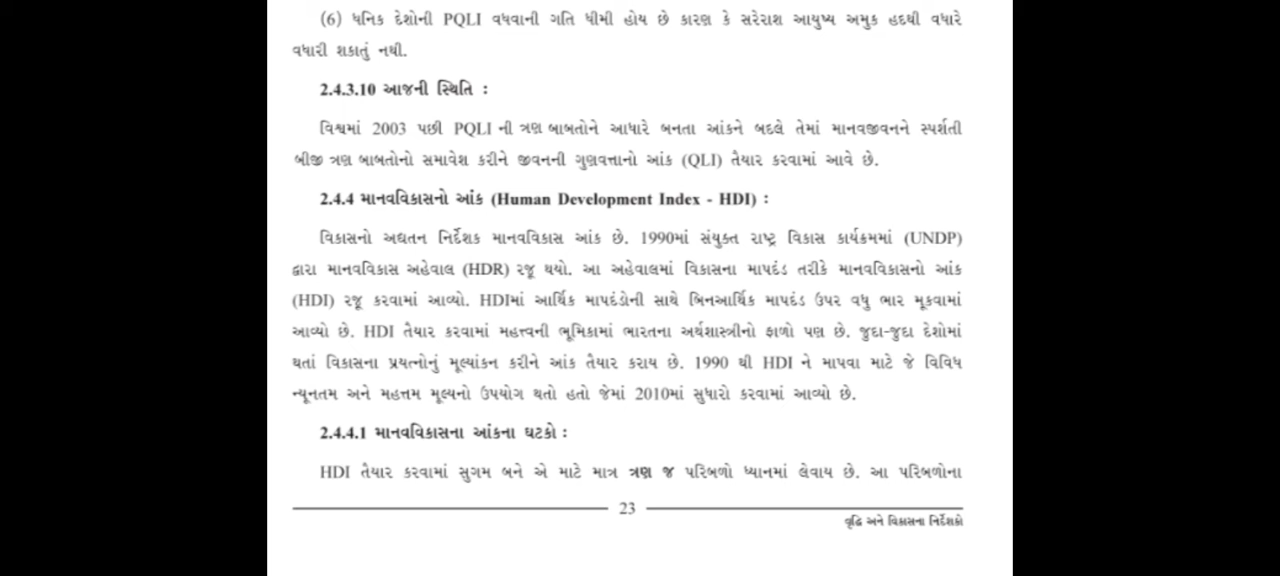 (6) ધનિક દેશોની PQLI વધવાની ગતિ ધીમી હોય છે કારણ કે સરેરાશ આયુષ્ય અમુક હદથી વધારે
વધારી શકાતું નથી.
2.4.3.10 આજની સ્થિતિ :
વિશ્વમાં 2003 પછી PQLI ની ત્રણ બાબતોને આધારે બનતા આંકને બદલે તેમાં માનવજીવનને સ્પર્શતી
બીજી ત્રણ બાબતોનો સમાવેશ કરીને જીવનની ગુણવત્તાનો આંક (QLI) તૈયાર કરવામાં આવે છે.
2.4.4 માનવવિકાસનો આંક (Human Development Index - HDI) :
વિકાસનો અદ્યતન નિર્દેશક માનવવિકાસ આંક છે. 1990માં સંયુક્ત રાષ્ટ્ર વિકાસ કાર્યક્રમમાં (UNDP)
દ્વારા માનવવિકાસ અહેવાલ (HDR) રજૂ થયો. આ અહેવાલમાં વિકાસના માપદંડ તરીકે માનવવિકાસનો આંક
(HDI) રજૂ કરવામાં આવ્યો. HDIમાં આર્થિક માપદંડોની સાથે બિનઆર્થિક માપદંડ ઉપર વધુ ભાર મૂકવામાં
આવ્યો છે. HDI તૈયાર કરવામાં મહત્ત્વની ભૂમિકામાં ભારતના અર્થશાસ્ત્રીનો ફાળો પણ છે. જુદા-જુદા દેશોમાં
થતાં વિકાસના પ્રયત્નોનું મૂલ્યાંકન કરીને આંક તૈયાર કરાય છે. 1990 થી HDI ને માપવા માટે જે વિવિધ
ન્યૂનતમ અને મહત્તમ મૂલ્યનો ઉપયોગ થતો હતો જેમાં 2010માં સુધારો કરવામાં આવ્યો છે.
2.4.4.1 માનવવિકાસના આંકના ઘટકો :
HDI તૈયાર કરવામાં સુગમ બને એ માટે માત્ર ત્રણ જ પરિબળો ધ્યાનમાં લેવાય છે. આ પરિબળોના
23
વૃદ્ધિ અને વિકાસના નિર્દેશકો